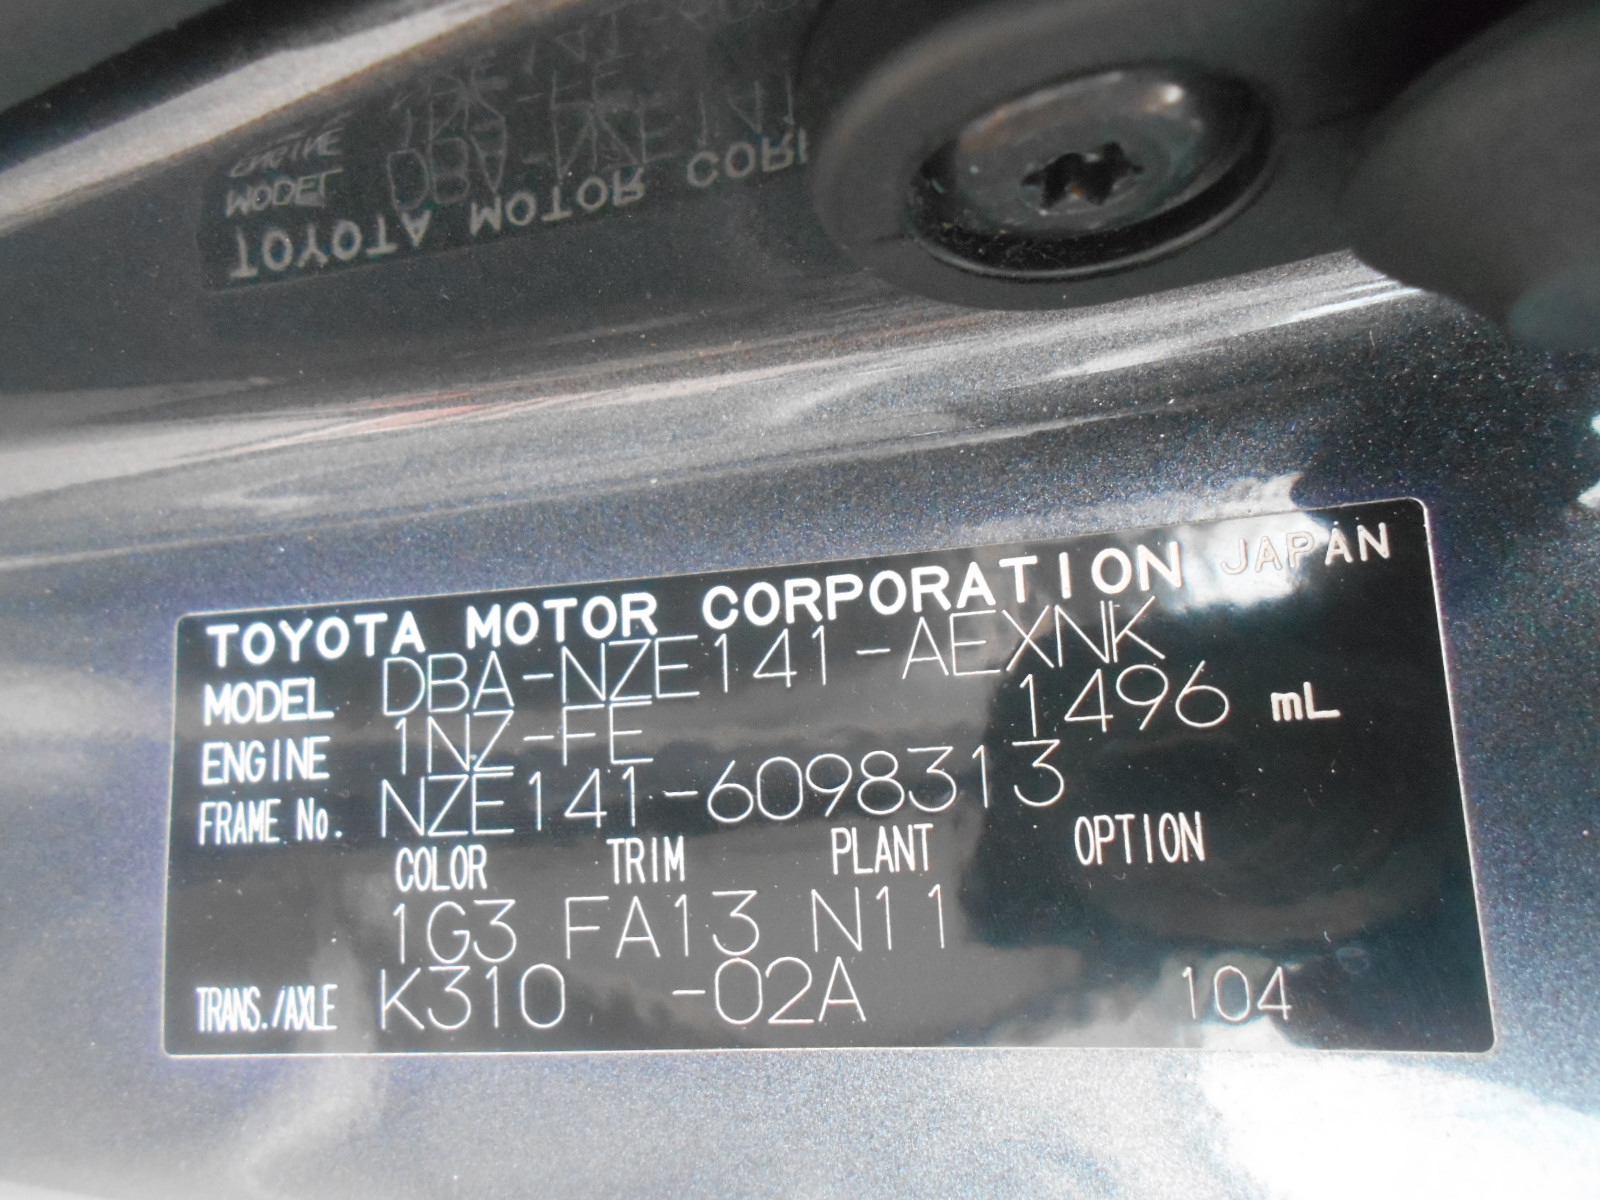 TOYOTA MOTOR CORPORATION JAPAN
MODEL DBA-NZE141-AEXNK
ENGINE 1NZ-FE 1496 mL
FRAME No. NZE141-6098313
COLOR TRIM PLANT OPTION
1G3 FA13 N11
TRANS./AXLE K310 -02A 104